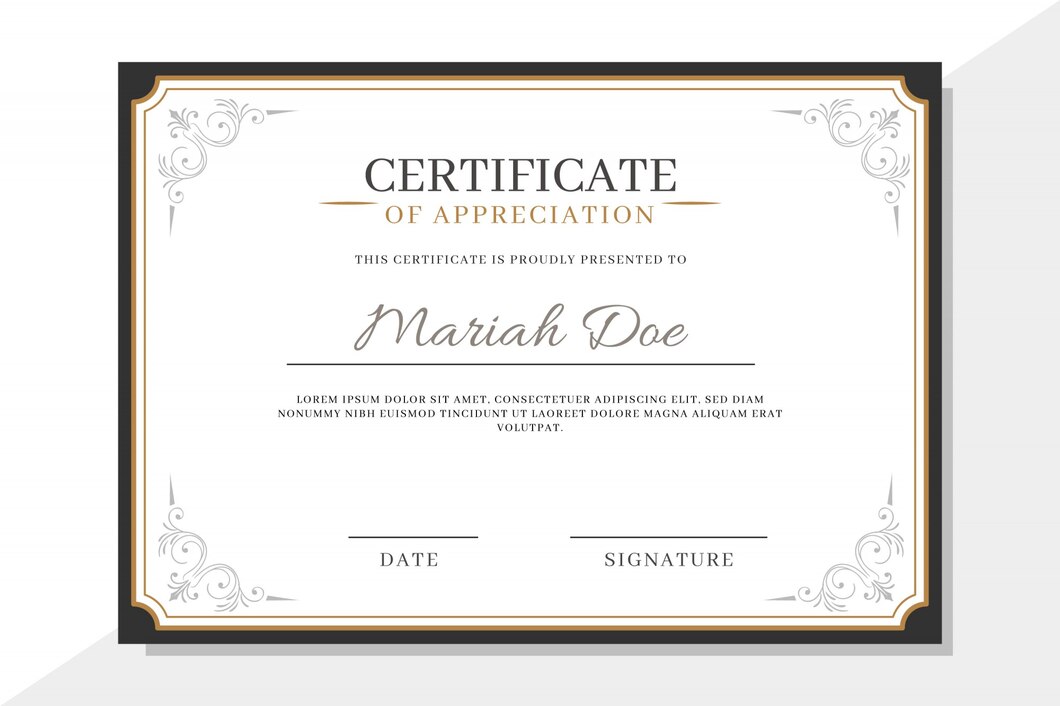 CERTIFICATE
OF APPRECIATION
THIS CERTIFICATE IS PROUDLY PRESENTED TO
Mariah Doe
LOREM IPSUM DOLOR SIT AMET, CONSECTETUER ADIPISCING ELIT, SED DIAM
NONUMMY NIBH EUISMOD TINCIDUNT UT LAOREET DOLORE MAGNA ALIQUAM ERAT
VOLUTPAT.
DATE
SIGNATURE